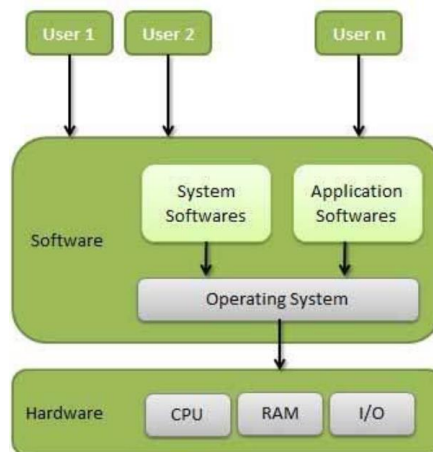 User 1
User 2
User n
System
Softwares
Application
Softwares
Software
Operating System
Hardware
CPU
RAM
I/O